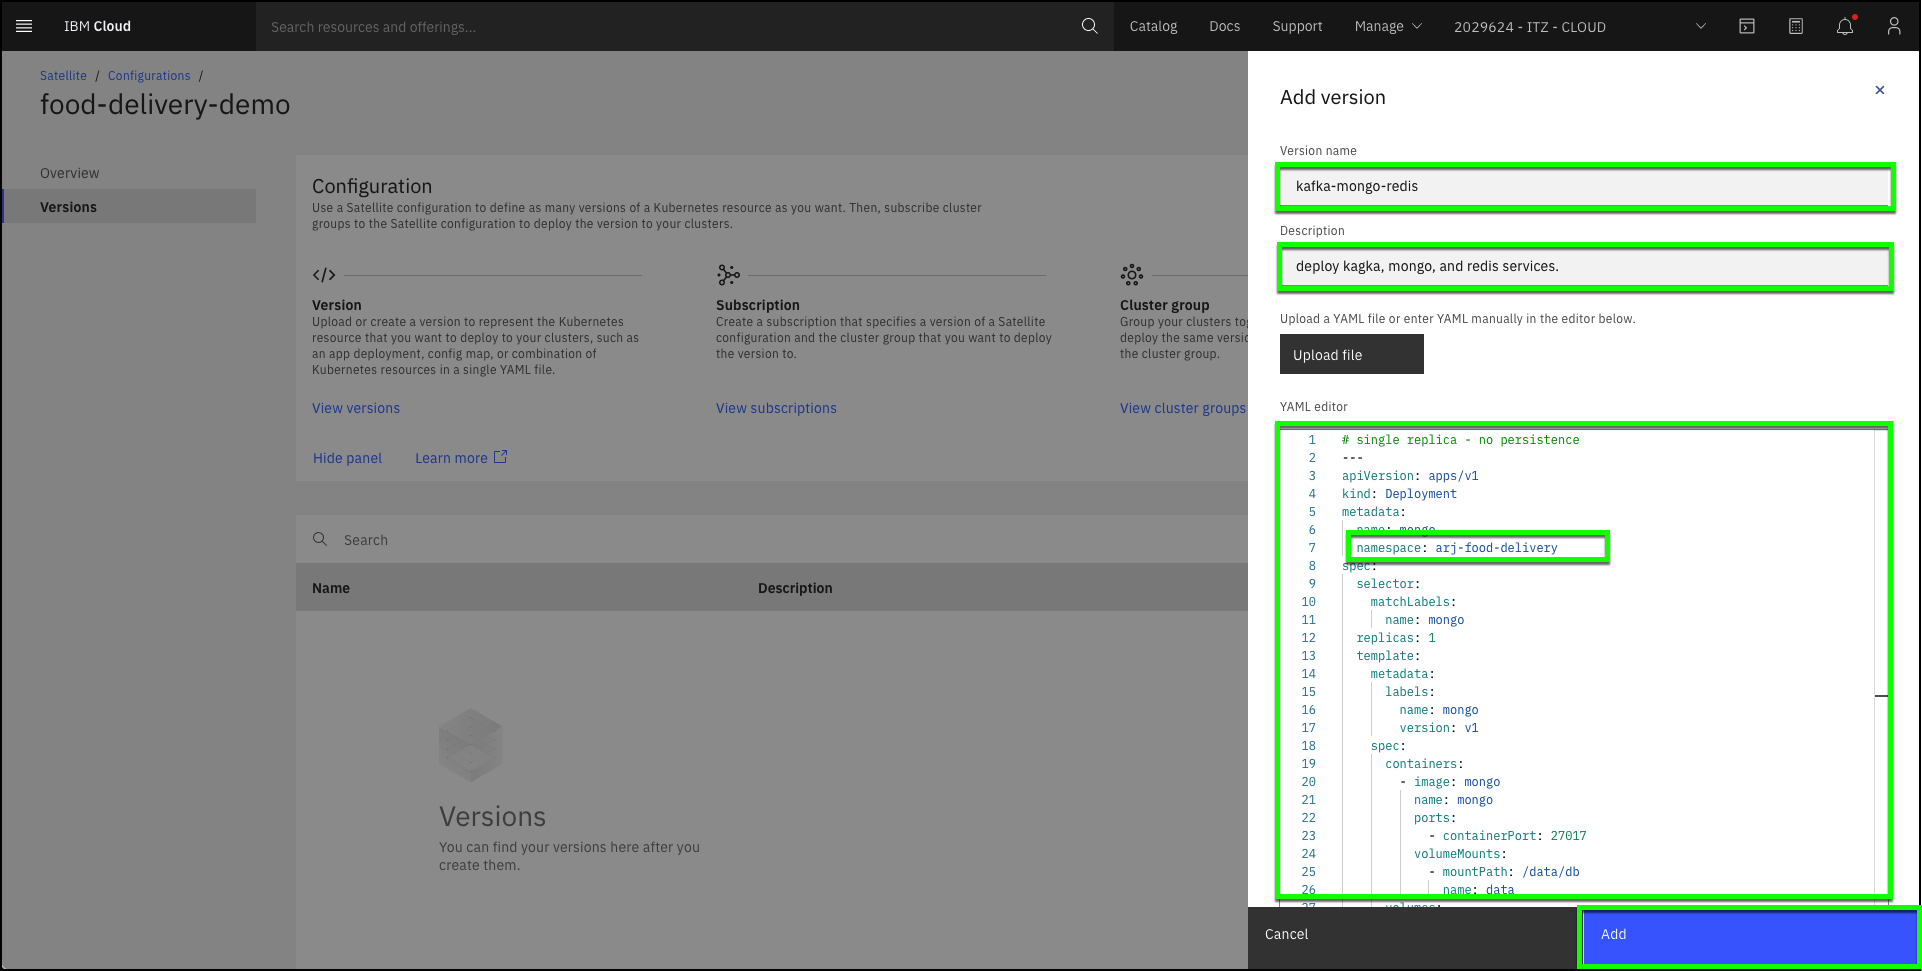 IBM Cloud
Search resources and offerings...
Catalog
Docs
Support
Manage
2029624 - ITZ - CLOUD
Satellite / Configurations /
food-delivery-demo
Overview
Versions
Configuration
Use a Satellite configuration to define as many versions of a Kubernetes resource as you want. Then, subscribe cluster
groups to the Satellite configuration to deploy the version to your clusters.
Version
Upload or create a version to represent the Kubernetes
resource that you want to deploy to your clusters, such as
an app deployment, config map, or combination of
Kubernetes resources in a single YAML file.
View versions
Subscription
Create a subscription that specifies a version of a Satellite
configuration and the cluster group that you want to deploy
the version to.
View subscriptions
Cluster group
Group your clusters to
deploy the same versi
the cluster group.
View cluster groups
Hide panel
Learn more
Search
Name
Description
Versions
You can find your versions here after you
create them.
Add version
Version name
kafka-mongo-redis
Description
deploy kagka, mongo, and redis services.
Upload a YAML file or enter YAML manually in the editor below.
Upload file
YAML editor
1 # single replica - no persistence
2 ---
3 apiVersion: apps/v1
4 kind: Deployment
5 metadata:
6 name: mongo
7 namespace: arj-food-delivery
8 spec:
9 selector:
10 matchLabels:
11 name: mongo
12 replicas: 1
13 template:
14 metadata:
15 labels:
16 name: mongo
17 version: v1
18 spec:
19 containers:
20 - image: mongo
21 name: mongo
22 ports:
23 - containerPort: 27017
24 volumeMounts:
25 - mountPath: /data/db
26 name: data
27 volumes:
Cancel
Add